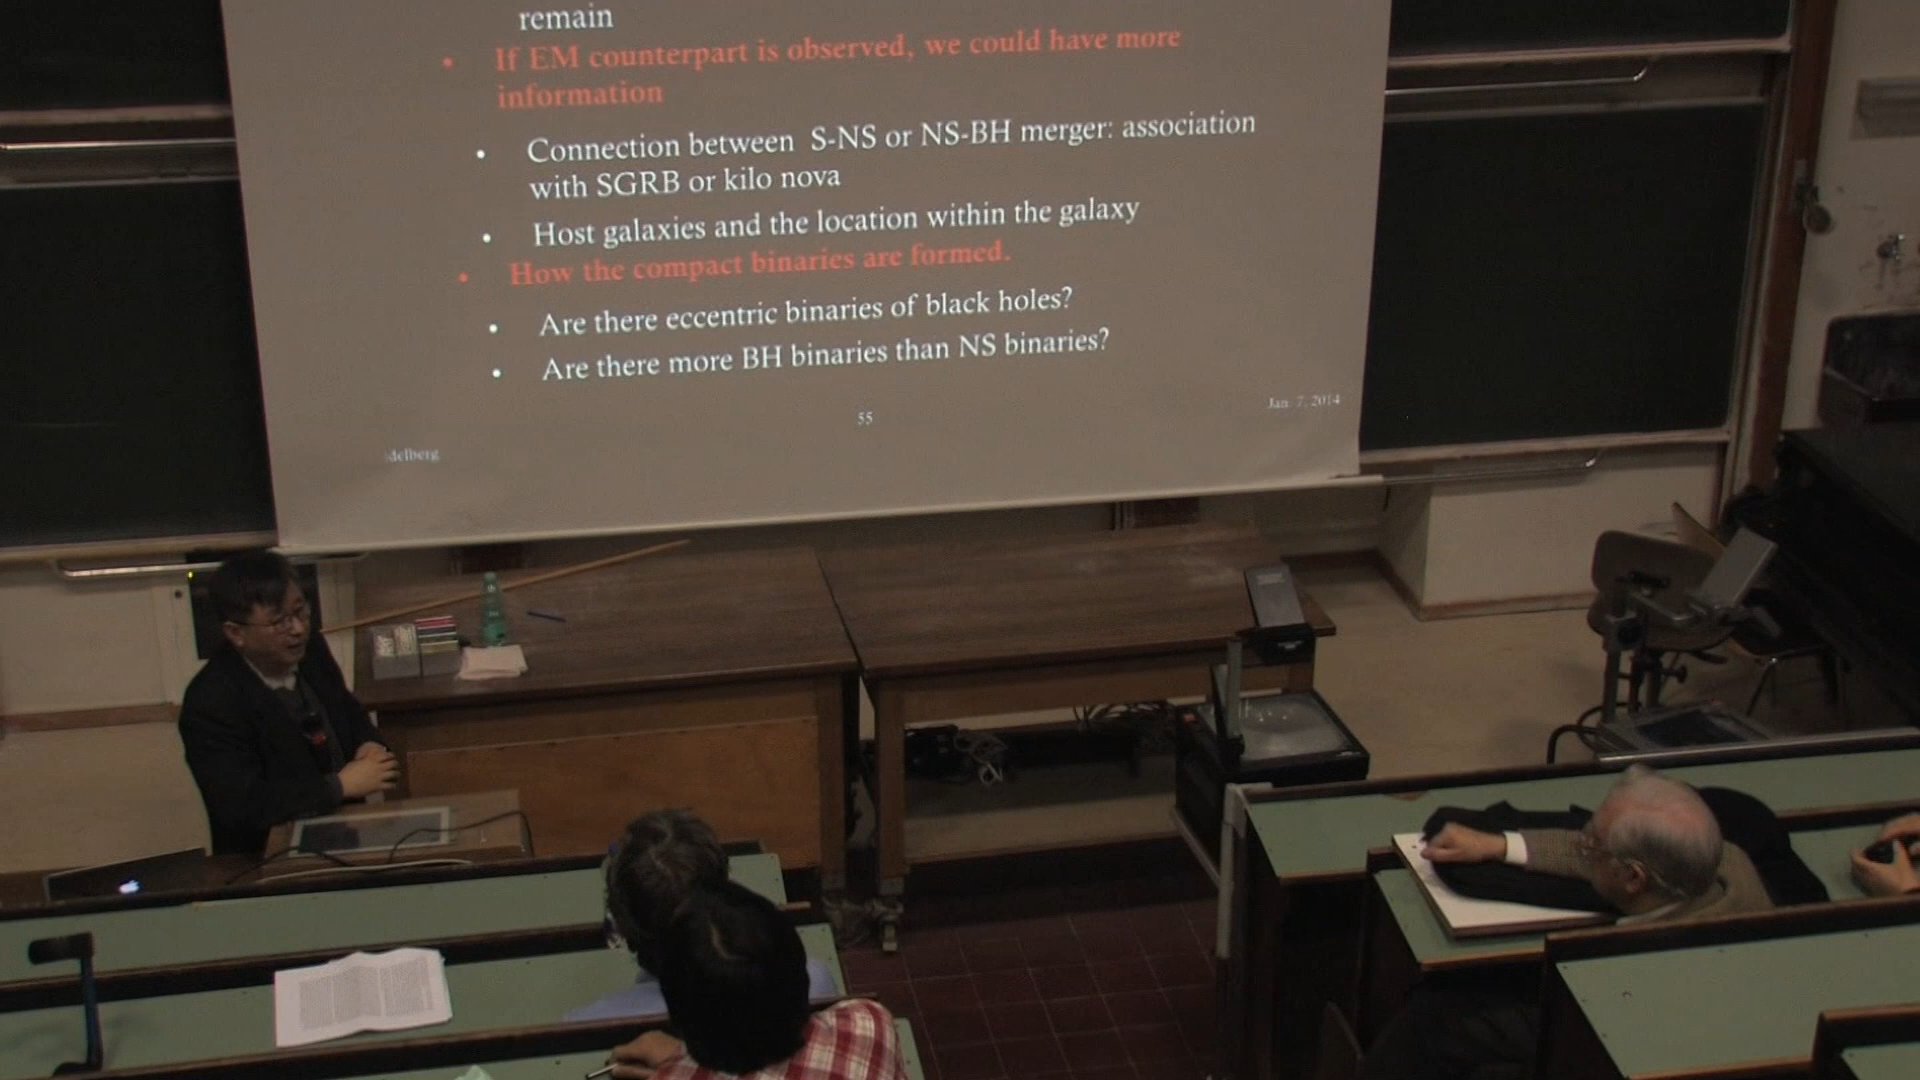 remain
• If EM counterpart is observed, we could have more
information
• Connection between S-NS or NS-BH merger: association
with SGRB or kilo nova
• Host galaxies and the location within the galaxy
• How the compact binaries are formed.
• Are there eccentric binaries of black holes?
• Are there more BH binaries than NS binaries?
delberg
55
Jan. 7, 2014